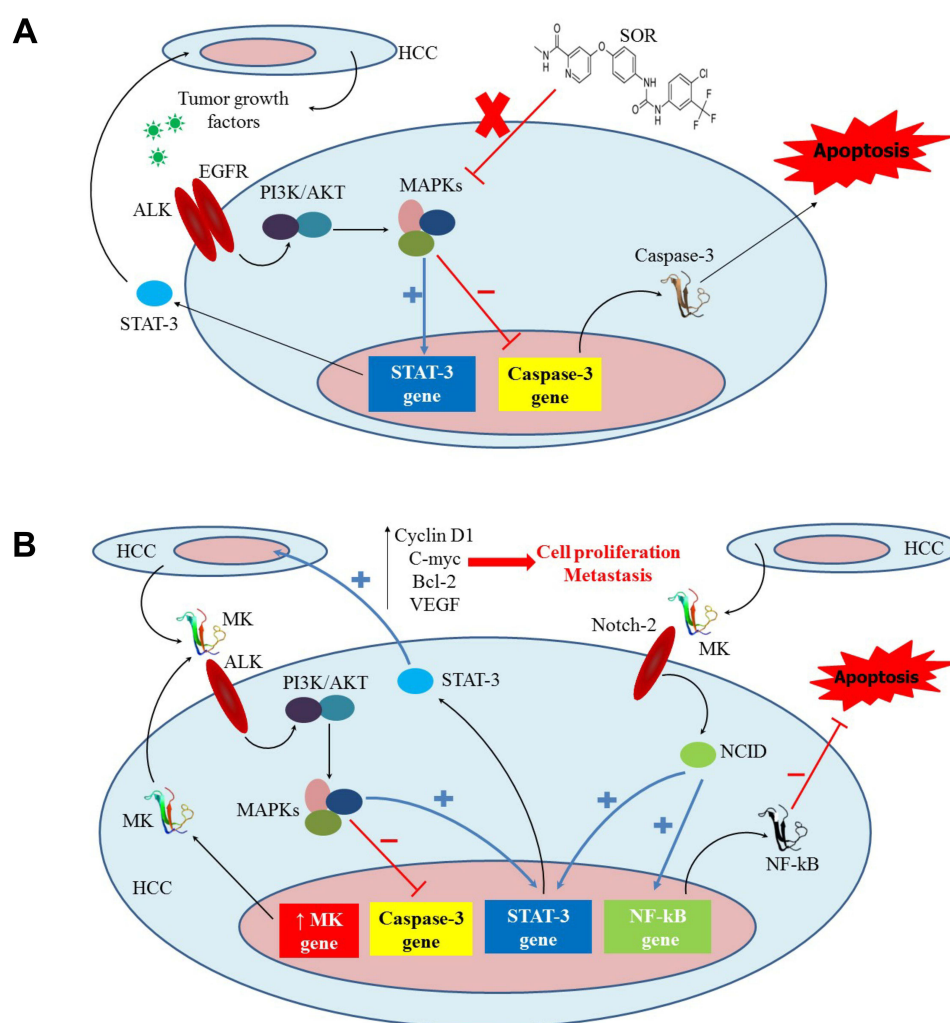 A
HCC
SOR
O
N
H
N
O
Cl
H
N
O
N
H
F
F
F
Tumor growth
factors
EGFR
ALK
PI3K/AKT
MAPKs
Apoptosis
Caspase-3
+
−
STAT-3
STAT-3
gene
Caspase-3
gene
B
HCC
Cyclin D1
C-myc
Bcl-2
VEGF
Cell proliferation
Metastasis
HCC
+
MK
Notch-2
MK
ALK
PI3K/AKT
STAT-3
Apoptosis
NCID
MK
MAPKs
+
+
+
−
−
NF-kB
HCC
↑ MK
gene
Caspase-3
gene
STAT-3
gene
NF-kB
gene